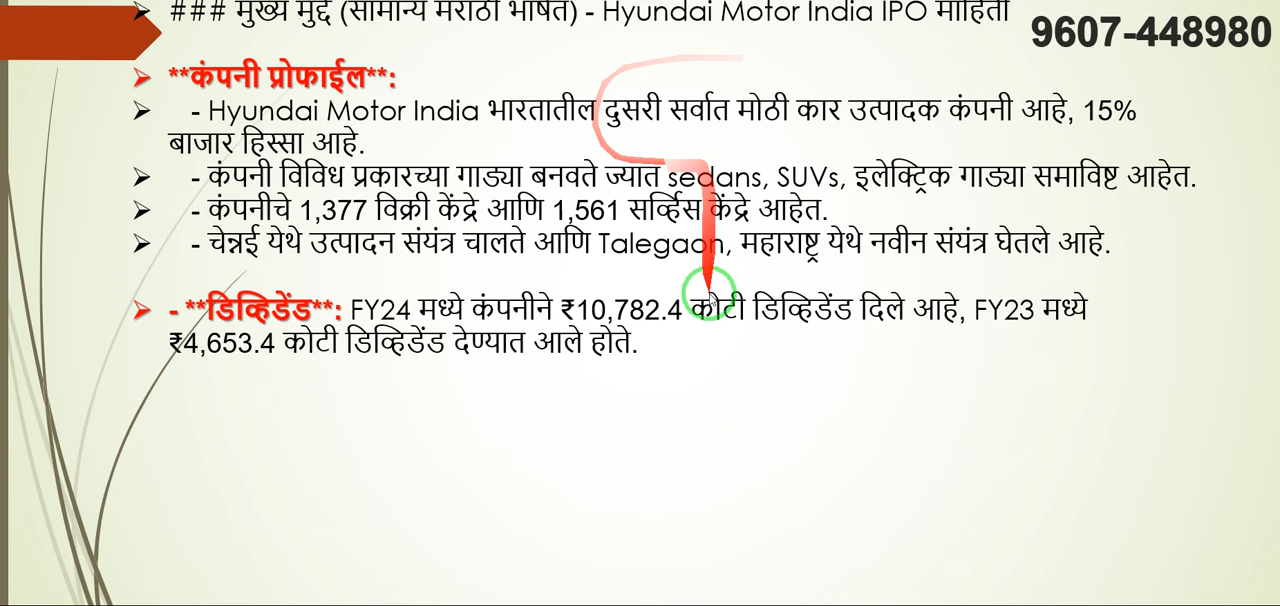 ### मुख्य मुद्दे (सामान्य मराठी भाषेत) - Hyundai Motor India IPO माहिती
9607-448980
**कंपनी प्रोफाईल**:
- Hyundai Motor India भारतातील दुसरी सर्वात मोठी कार उत्पादक कंपनी आहे, 15%
बाजार हिस्सा आहे.
- कंपनी विविध प्रकारच्या गाड्या बनवते ज्यात sedans, SUVs, इलेक्ट्रिक गाड्या समाविष्ट आहेत.
- कंपनीचे 1,377 विक्री केंद्रे आणि 1,561 सर्व्हिस केंद्रे आहेत.
- चेन्नई येथे उत्पादन संयंत्र चालते आणि Talegaon, महाराष्ट्र येथे नवीन संयंत्र घेतले आहे.
- **डिव्हिडेंड**: FY24 मध्ये कंपनीने ₹10,782.4 कोटी डिव्हिडेंड दिले आहे, FY23 मध्ये
₹4,653.4 कोटी डिव्हिडेंड देण्यात आले होते.